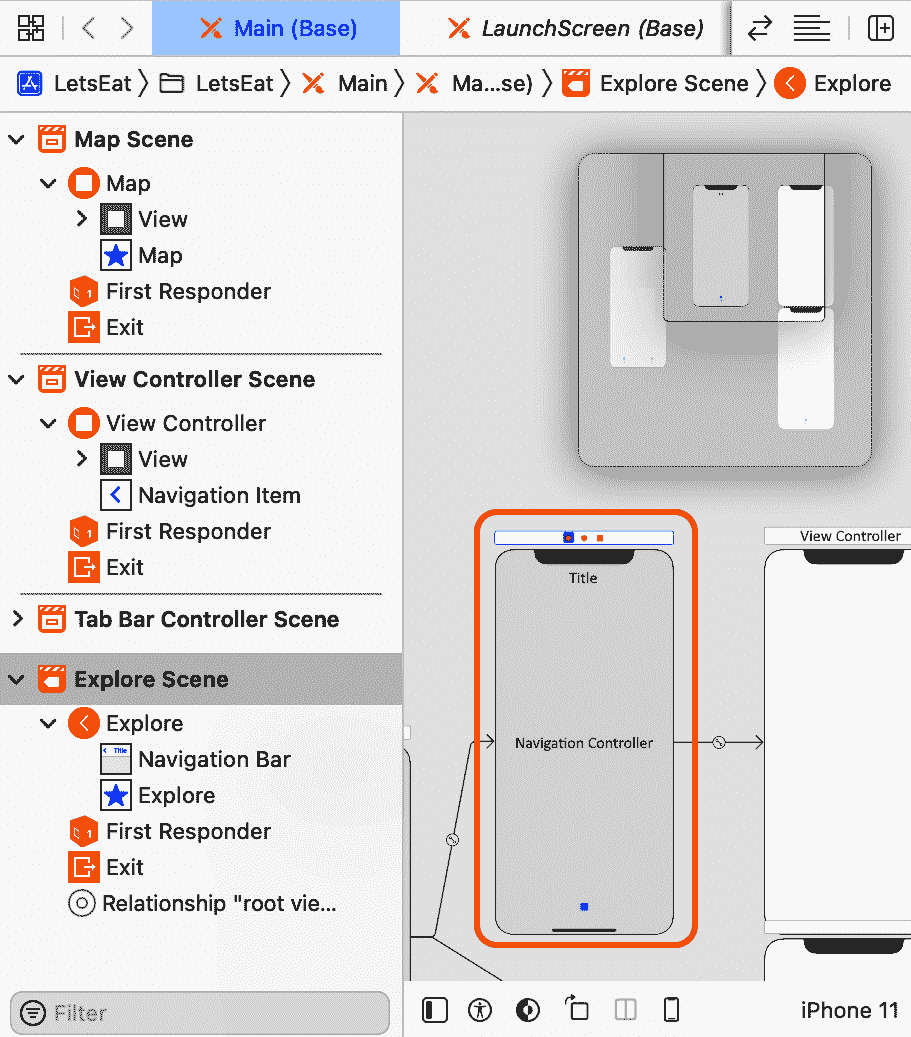 Main (Base)
LaunchScreen (Base)
LetsEat
LetsEat
Main
Ma...se)
Explore Scene
Explore
Map Scene
Map
View
Map
First Responder
Exit
View Controller Scene
View Controller
View
Navigation Item
First Responder
Exit
Tab Bar Controller Scene
Explore Scene
Explore
Title
Navigation Bar
Explore
First Responder
Exit
Relationship "root vie...
Filter
Title
Navigation Controller
View Controller
iPhone 11